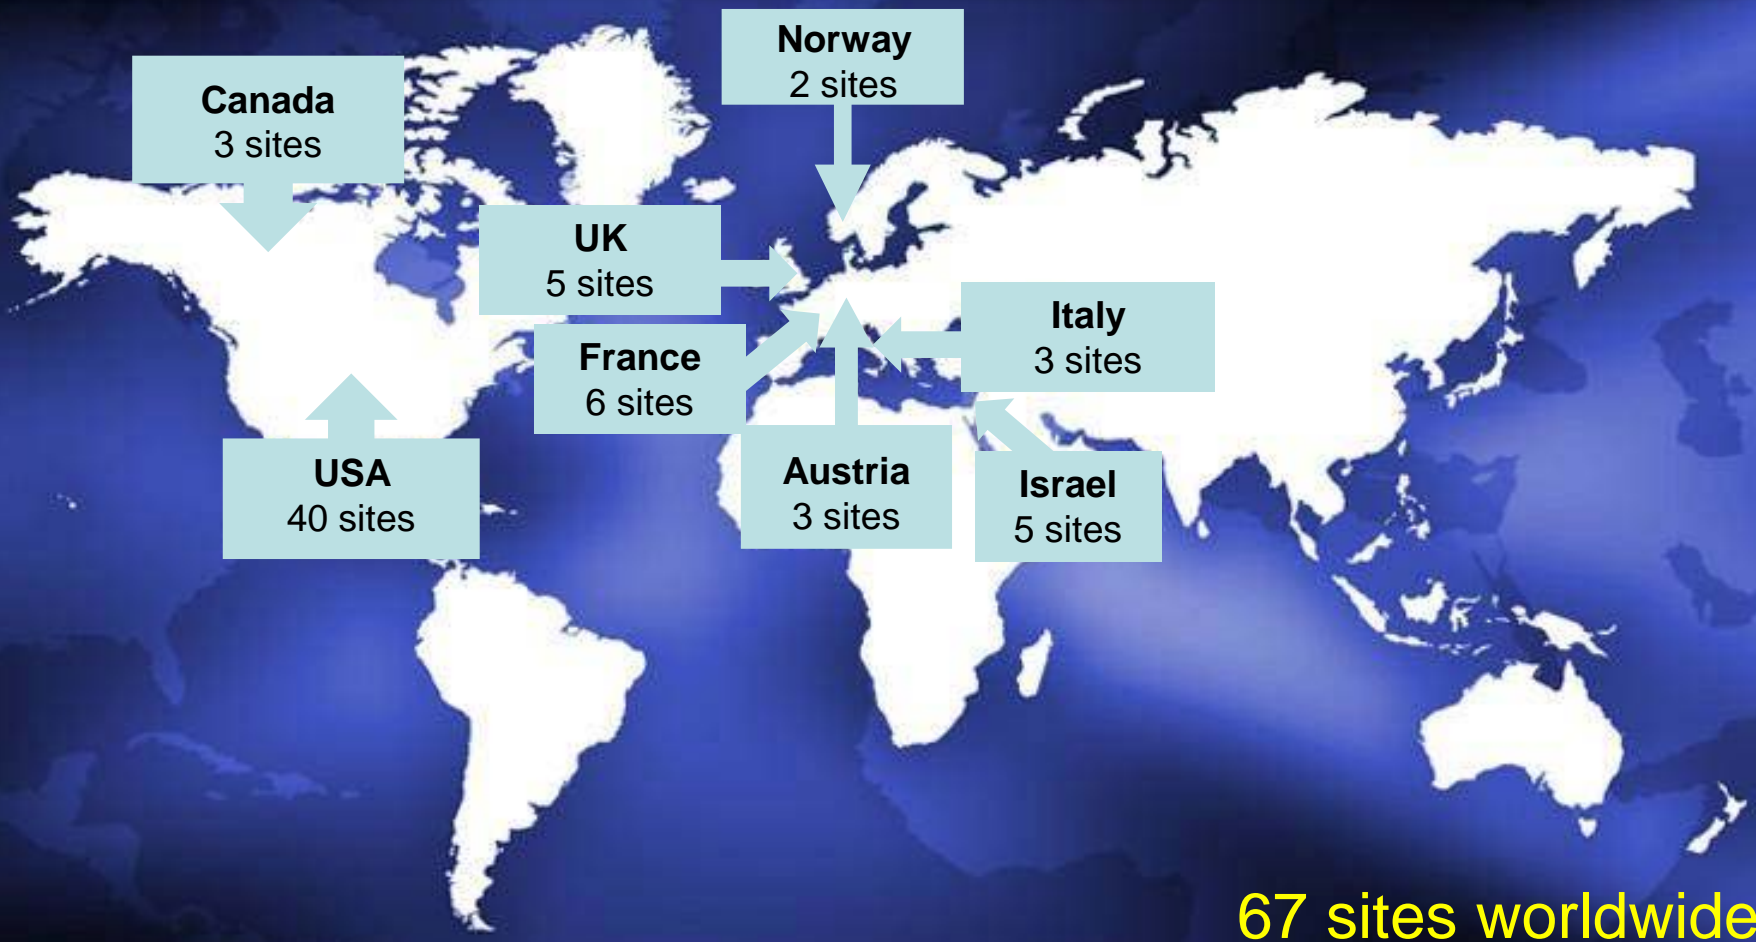 Norway
2 sites
Canada
3 sites
UK
5 sites
Italy
3 sites
France
6 sites
USA
40 sites
Austria
3 sites
Israel
5 sites
67 sites worldwide